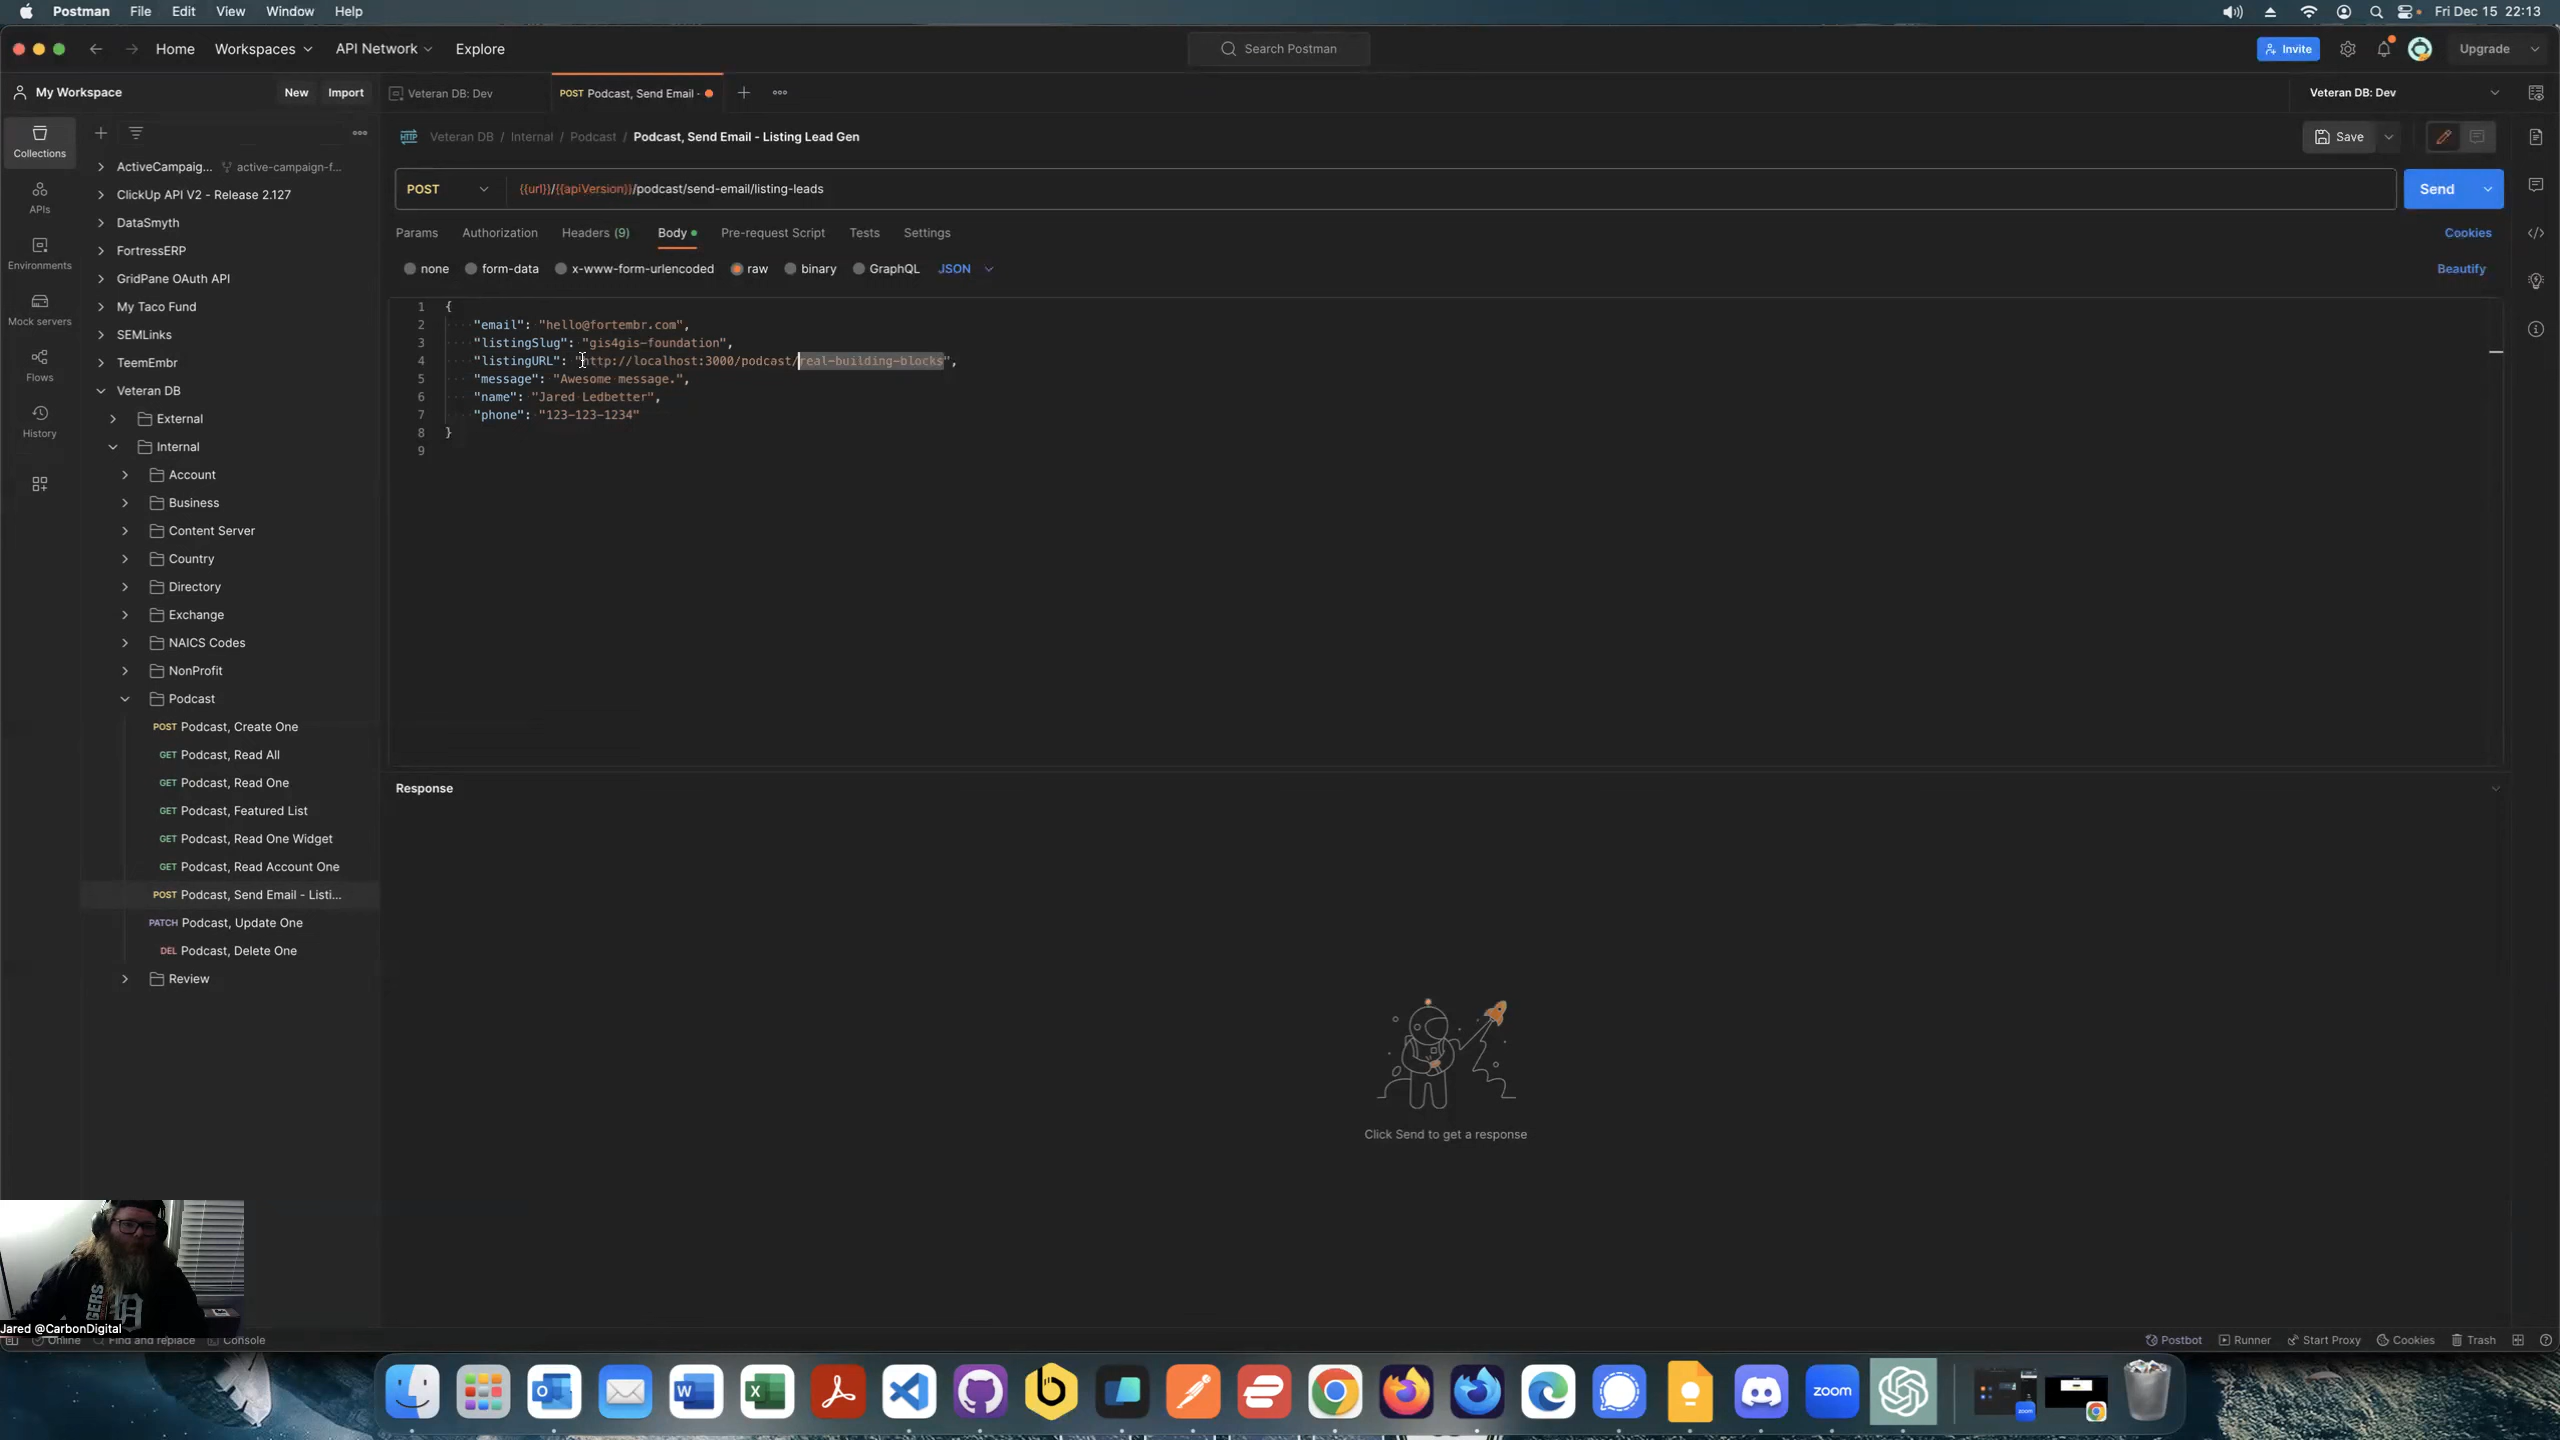 Postman File Edit View Window Help
Fri Dec 15 22:13
Home Workspaces API Network Explore
Search Postman
Invite
Upgrade
My Workspace
New Import
Veteran DB: Dev
POST Podcast, Send Email -
Veteran DB: Dev
Collections
APIs
Environments
Mock servers
Flows
History
ActiveCampaig... active-campaign-f...
ClickUp API V2 - Release 2.127
DataSmyth
FortressERP
GridPane OAuth API
My Taco Fund
SEMLinks
TeemEmbr
Veteran DB
External
Internal
Account
Business
Content Server
Country
Directory
Exchange
NAICS Codes
NonProfit
Podcast
POST Podcast, Create One
GET Podcast, Read All
GET Podcast, Read One
GET Podcast, Featured List
GET Podcast, Read One Widget
GET Podcast, Read Account One
POST Podcast, Send Email - Listi...
PATCH Podcast, Update One
DEL Podcast, Delete One
Review
HTTP Veteran DB / Internal / Podcast / Podcast, Send Email - Listing Lead Gen
Save
POST {{url}}/{{apiVersion}}/podcast/send-email/listing-leads
Send
Params Authorization Headers (9) Body Pre-request Script Tests Settings
Cookies
none form-data x-www-form-urlencoded raw binary GraphQL JSON
Beautify
1 {
2 "email": "hello@fortembr.com",
3 "listingSlug": "gis4gis-foundation",
4 "listingURL": "http://localhost:3000/podcast/real-building-blocks",
5 "message": "Awesome message.",
6 "name": "Jared Ledbetter",
7 "phone": "123-123-1234"
8 }
9
Response
Click Send to get a response
Jared @CarbonDigital
Online Find and replace Console
Postbot Runner Start Proxy Cookies Trash
zoom